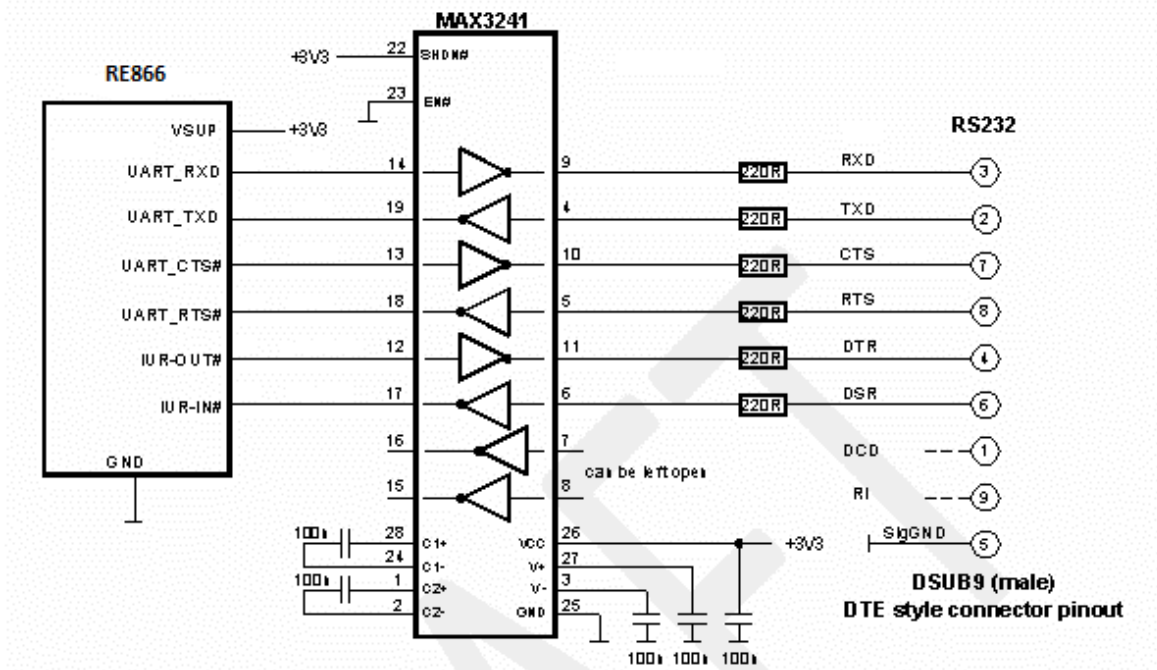 MAX3241
RE866
+3V3
22
SHDN#
23
EN#
VSUP
+3V3
RS232
UART_RXD
14
9
220R
RXD
3
UART_TXD
19
4
220R
TXD
2
UART_CTS#
13
10
220R
CTS
7
UART_RTS#
18
5
220R
RTS
8
IUR-OUT#
12
11
220R
DTR
4
IUR-IN#
17
6
220R
DSR
6
16
7
DCD
1
can be left open
15
8
RI
9
GND
100n
28
C1+
VCC
26
+3V3
SigGND
5
24
C1-
V+
27
100n
1
C2+
V-
3
2
C2-
GND
25
DSUB9 (male)
DTE style connector pinout
100n 100n 100n